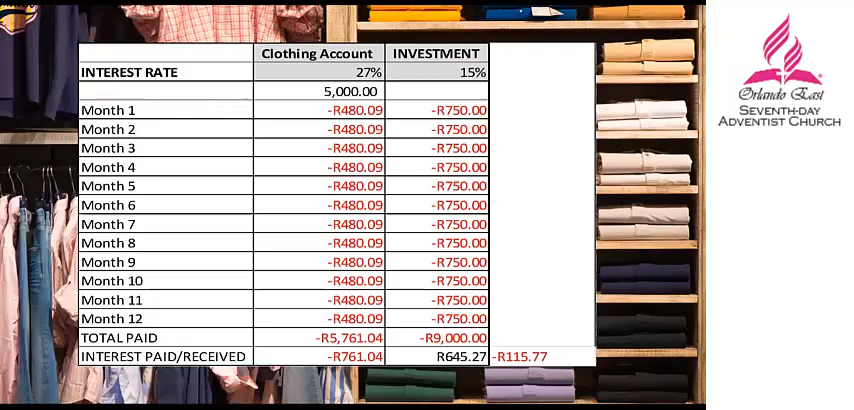 Clothing Account INVESTMENT
INTEREST RATE 27% 15%
5,000.00
Month 1 -R480.09 -R750.00
Month 2 -R480.09 -R750.00
Month 3 -R480.09 -R750.00
Month 4 -R480.09 -R750.00
Month 5 -R480.09 -R750.00
Month 6 -R480.09 -R750.00
Month 7 -R480.09 -R750.00
Month 8 -R480.09 -R750.00
Month 9 -R480.09 -R750.00
Month 10 -R480.09 -R750.00
Month 11 -R480.09 -R750.00
Month 12 -R480.09 -R750.00
TOTAL PAID -R5,761.04 -R9,000.00
INTEREST PAID/RECEIVED -R761.04 R645.27 -R115.77
Orlando East
SEVENTH-DAY
ADVENTIST CHURCH